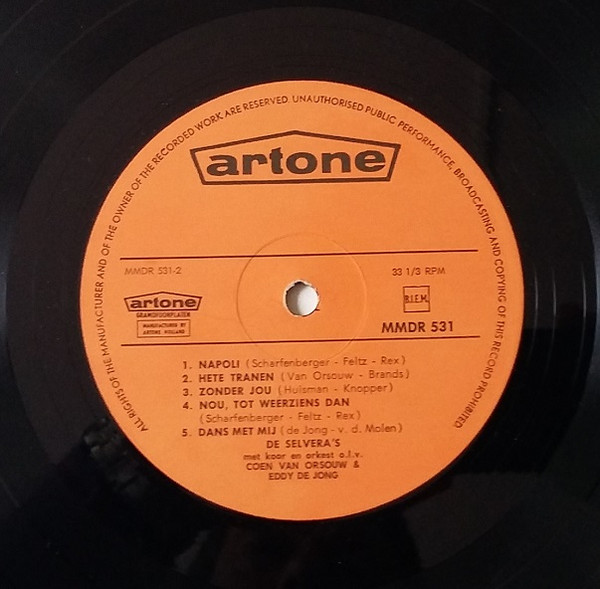 ALL RIGHTS OF THE MANUFACTURER AND OF THE OWNER OF THE RECORDED WORK ARE RESERVED. UNAUTHORISED PUBLIC PERFORMANCE, BROADCASTING AND COPYING OF THIS RECORD PROHIBITED
artone
MMDR 531-2
33 1/3 RPM
artone
GRAMOFOONPLATEN
MANUFACTURED BY
ARTONE HOLLAND
B.I.E.M.
MMDR 531
1. NAPOLI (Scharfenberger - Feltz - Rex)
2. HETE TRANEN (Van Orsouw - Brands)
3. ZONDER JOU (Hulsman - Knopper)
4. NOU, TOT WEERZIENS DAN
(Scharfenberger - Feltz - Rex)
5. DANS MET MIJ (de Jong - v. d. Molen)
DE SELVERA'S
met koor en orkest o.l.v.
COEN VAN ORSOUW &
EDDY DE JONG